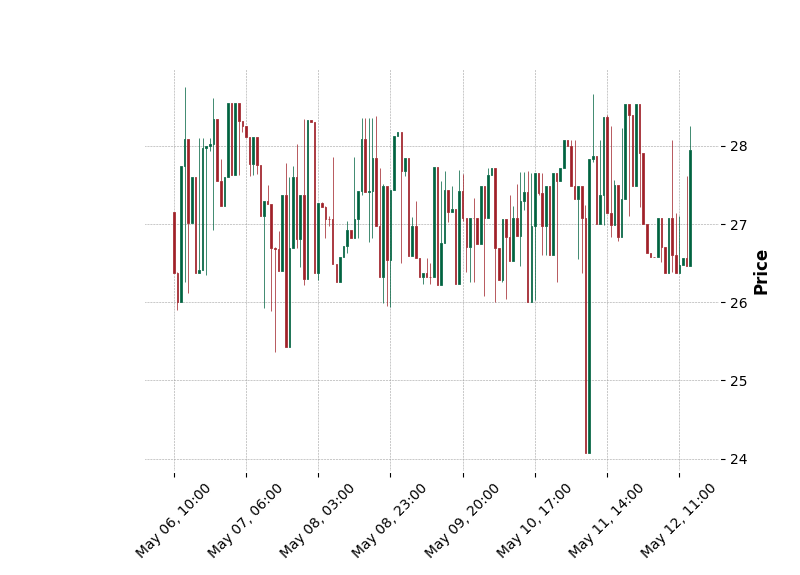 28
27
26
25
24
Price
May 06, 10:00
May 07, 06:00
May 08, 03:00
May 08, 23:00
May 09, 20:00
May 10, 17:00
May 11, 14:00
May 12, 11:00